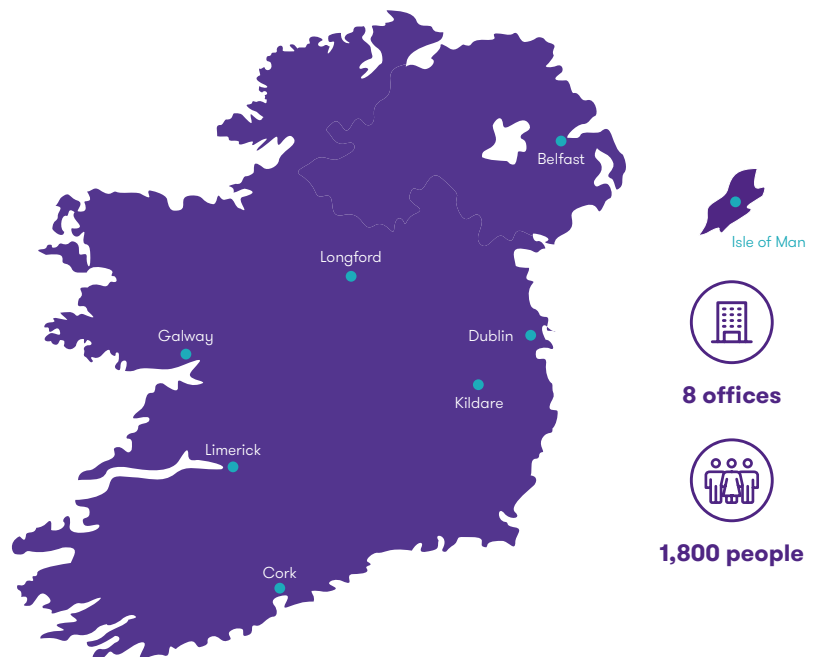 Belfast
Isle of Man
Longford
Galway
Dublin
Kildare
8 offices
Limerick
1,800 people
Cork